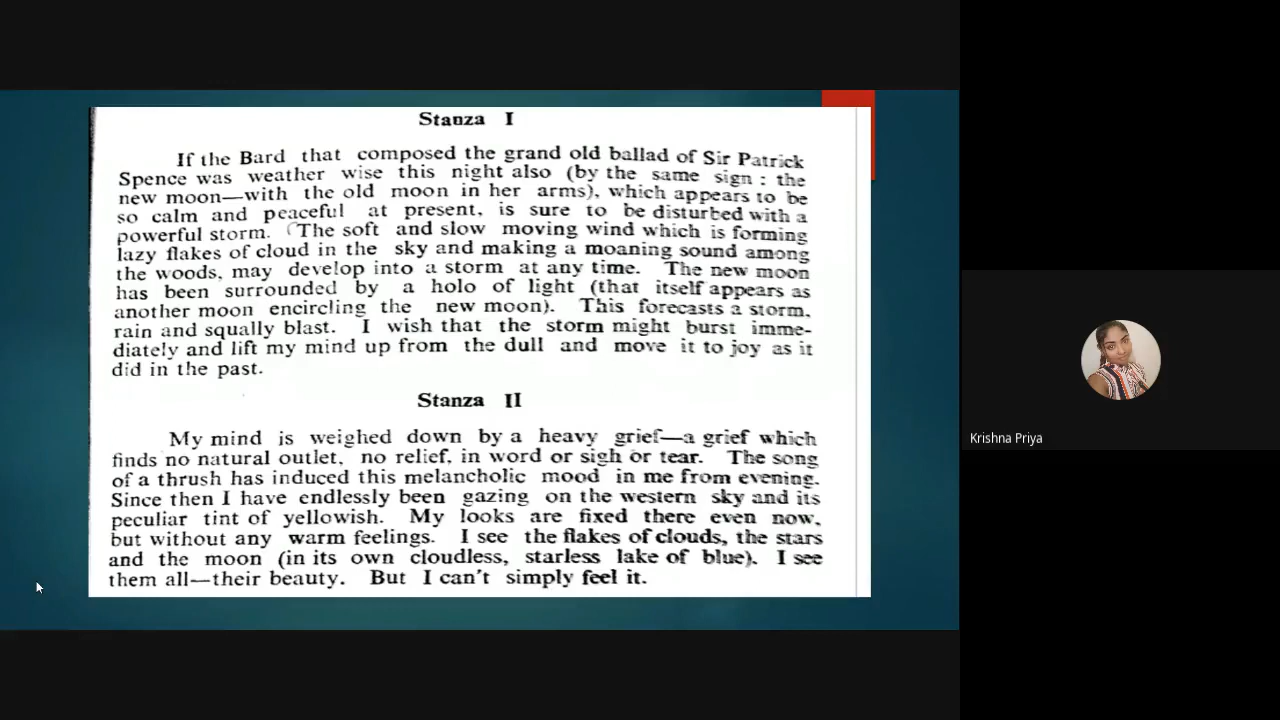 Stanza I
If the Bard that composed the grand old ballad of Sir Patrick
Spence was weather wise this night also (by the same sign : the
new moon—with the old moon in her arms), which appears to be
so calm and peaceful at present, is sure to be disturbed with a
powerful storm. (The soft and slow moving wind which is forming
lazy flakes of cloud in the sky and making a moaning sound among
the woods, may develop into a storm at any time. The new moon
has been surrounded by a holo of light (that itself appears as
another moon encircling the new moon). This forecasts a storm,
rain and squally blast. I wish that the storm might burst imme-
diately and lift my mind up from the dull and move it to joy as it
did in the past.
Stanza II
My mind is weighed down by a heavy grief—a grief which
finds no natural outlet, no relief, in word or sigh or tear. The song
of a thrush has induced this melancholic mood in me from evening.
Since then I have endlessly been gazing on the western sky and its
peculiar tint of yellowish. My looks are fixed there even now,
but without any warm feelings. I see the flakes of clouds, the stars
and the moon (in its own cloudless, starless lake of blue). I see
them all—their beauty. But I can't simply feel it.
Krishna Priya